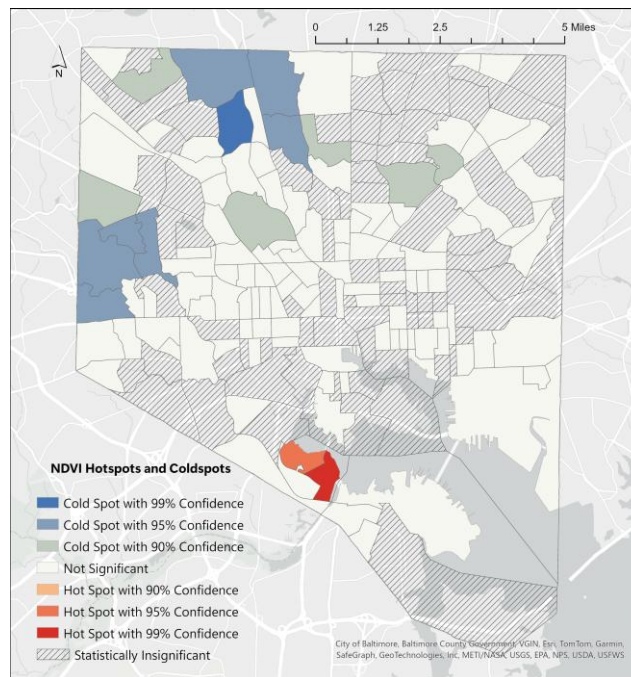 0 1.25 2.5 5 Miles
N
NDVI Hotspots and Coldspots
Cold Spot with 99% Confidence
Cold Spot with 95% Confidence
Cold Spot with 90% Confidence
Not Significant
Hot Spot with 90% Confidence
Hot Spot with 95% Confidence
Hot Spot with 99% Confidence
Statistically Insignificant
City of Baltimore, Baltimore County Government, VGIN, Esri, TomTom, Garmin,
SafeGraph, GeoTechnologies, Inc, METI/NASA, USGS, EPA, NPS, USDA, USFWS